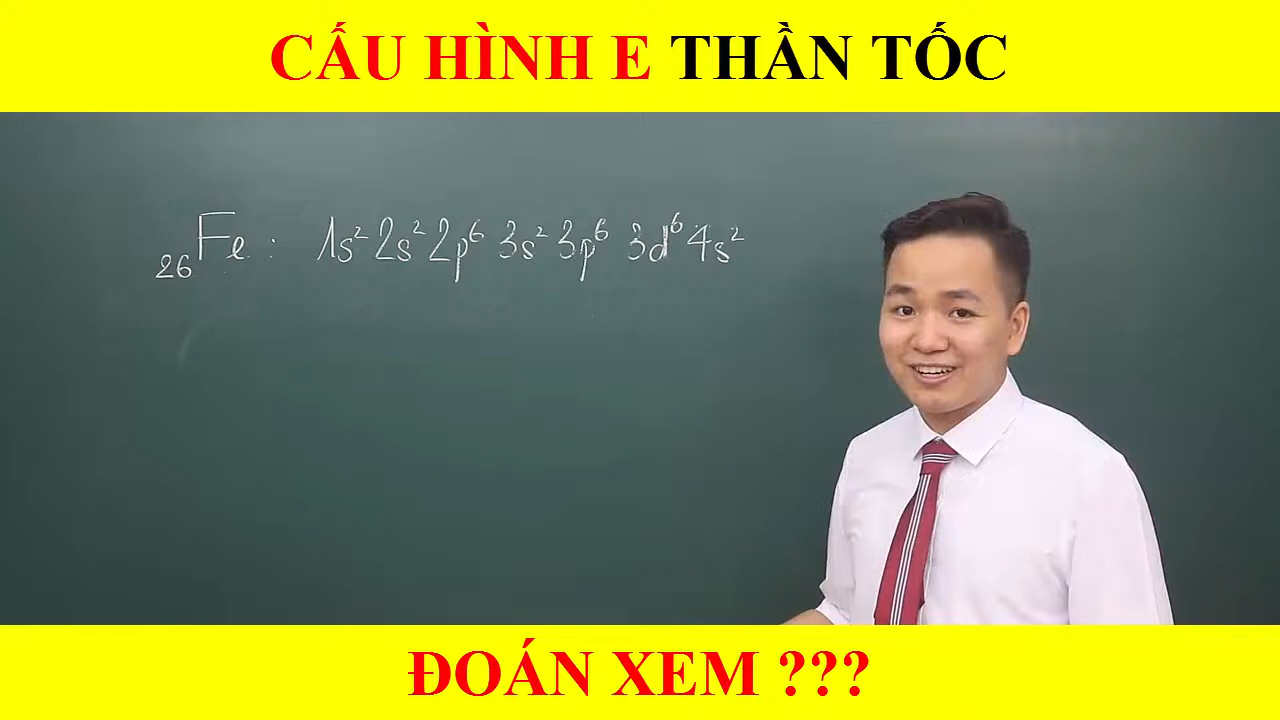 CẤU HÌNH E THẦN TỐC
₂₆Fe : 1s² 2s² 2p⁶ 3s² 3p⁶ 3d⁶ 4s²
ĐOÁN XEM ???